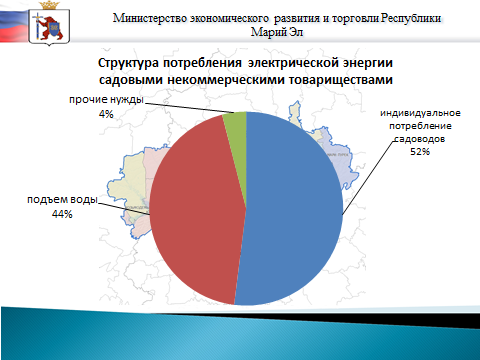 Министерство экономического развития и торговли Республики
Марий Эл
Структура потребления электрической энергии
садовыми некоммерческими товариществами
прочие нужды
4%
индивидуальное
потребление
садоводов
52%
подъем воды
44%